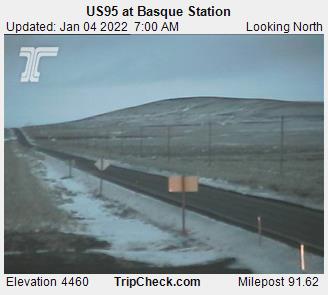 US95 at Basque Station
Updated: Jan 04 2022 7:00 AM Looking North
Elevation 4460 TripCheck.com Milepost 91.62